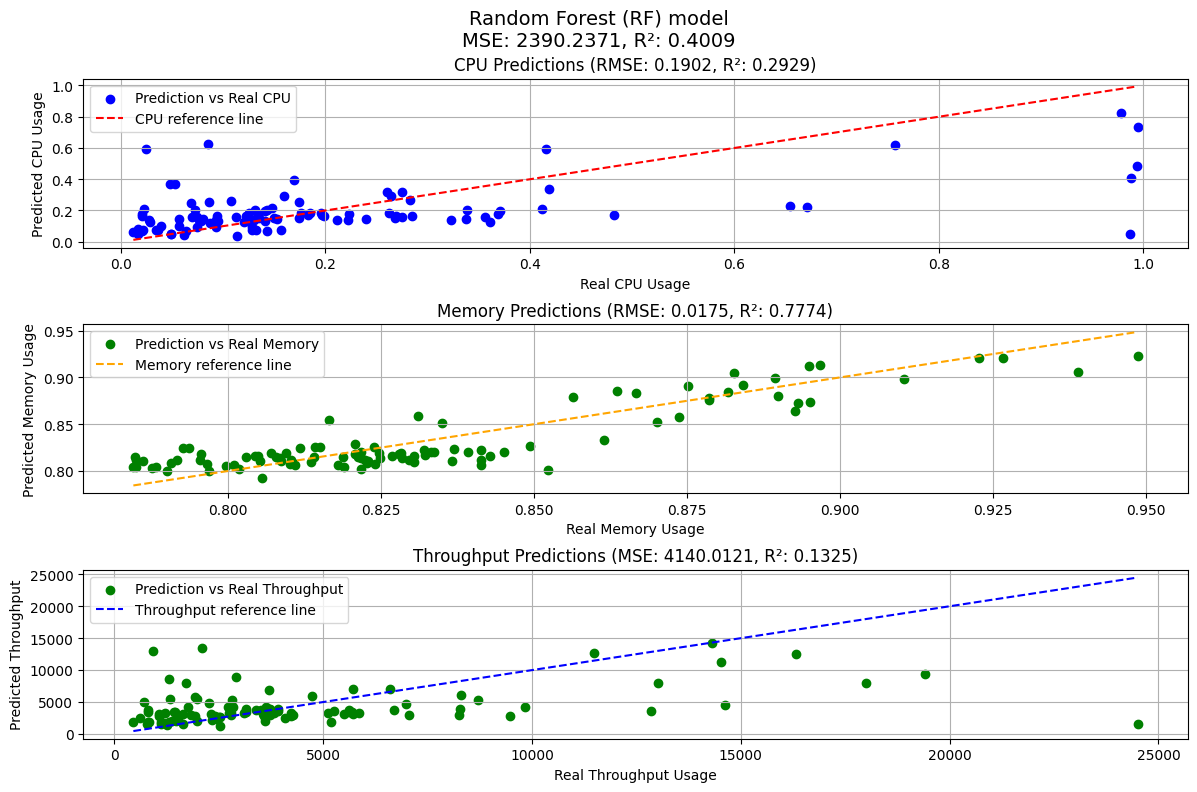 Random Forest (RF) model
MSE: 2390.2371, R²: 0.4009
CPU Predictions (RMSE: 0.1902, R²: 0.2929)
Predicted CPU Usage
1.0
0.8
0.6
0.4
0.2
0.0
Prediction vs Real CPU
CPU reference line
0.0 0.2 0.4 0.6 0.8 1.0
Real CPU Usage
Memory Predictions (RMSE: 0.0175, R²: 0.7774)
Predicted Memory Usage
0.95
0.90
0.85
0.80
Prediction vs Real Memory
Memory reference line
0.800 0.825 0.850 0.875 0.900 0.925 0.950
Real Memory Usage
Throughput Predictions (MSE: 4140.0121, R²: 0.1325)
Predicted Throughput
25000
20000
15000
10000
5000
0
Prediction vs Real Throughput
Throughput reference line
0 5000 10000 15000 20000 25000
Real Throughput Usage